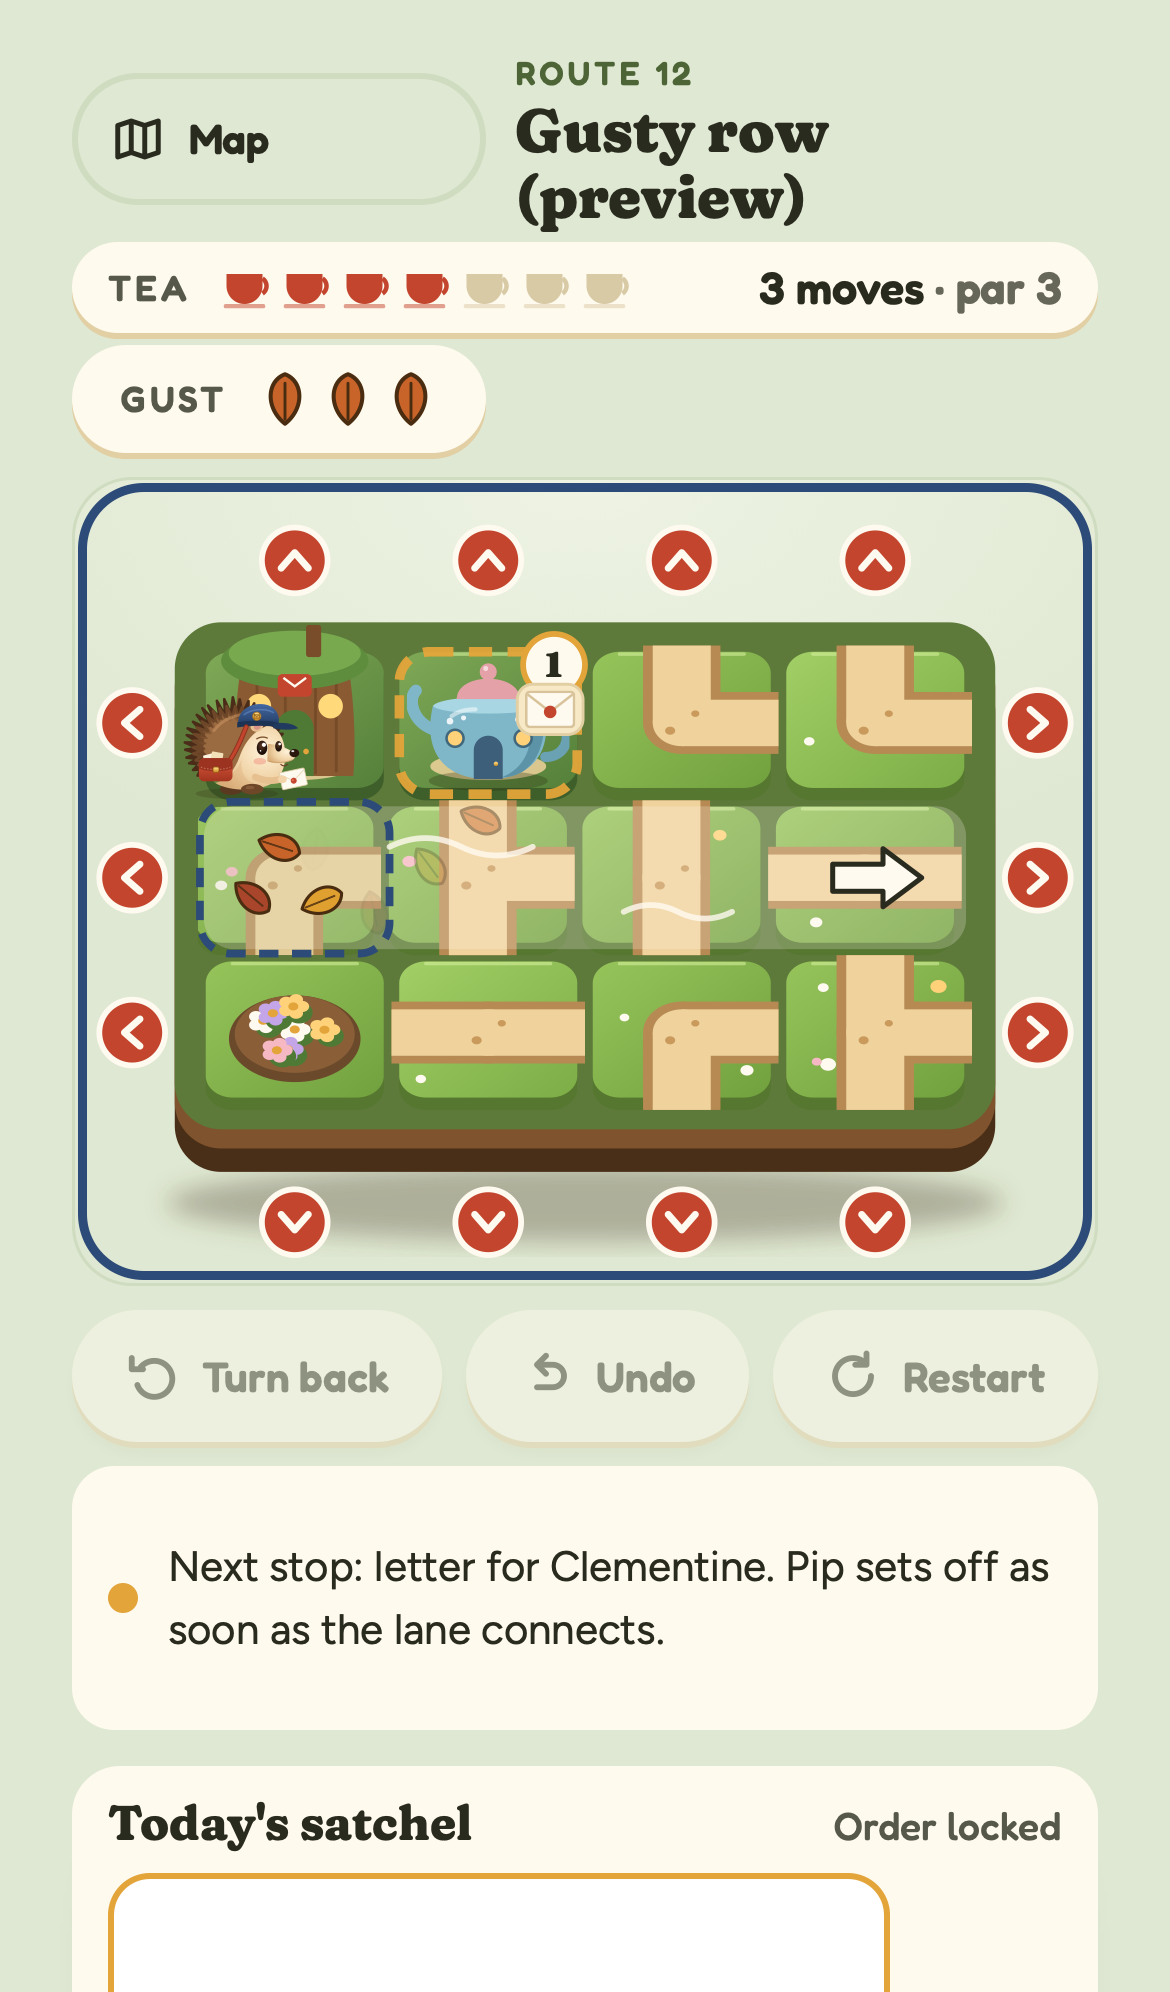 ROUTE 12
Map
Gusty row
(preview)
TEA
3 moves · par 3
GUST
1
Turn back
Undo
Restart
Next stop: letter for Clementine. Pip sets off as
soon as the lane connects.
Today's satchel
Order locked